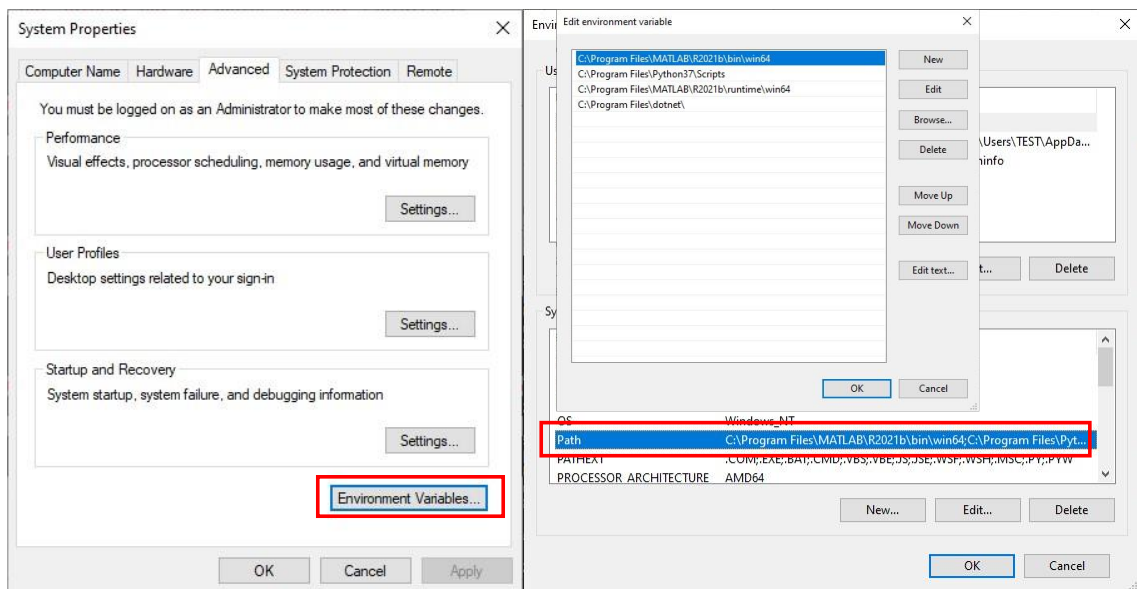 System Properties
Computer Name Hardware Advanced System Protection Remote
You must be logged on as an Administrator to make most of these changes.
Performance
Visual effects, processor scheduling, memory usage, and virtual memory
Settings...
User Profiles
Desktop settings related to your sign-in
Settings...
Startup and Recovery
System startup, system failure, and debugging information
Settings...
Environment Variables...
OK Cancel Apply
Envi
Edit environment variable
C:\Program Files\MATLAB\R2021b\bin\win64
C:\Program Files\Python37\Scripts
C:\Program Files\MATLAB\R2021b\runtime\win64
C:\Program Files\dotnet\
New
Edit
Browse...
Delete
Move Up
Move Down
Edit text...
OK Cancel
Us
\Users\TEST\AppDa...
ninfo
t... Delete
Sy
OS Windows_NT
Path C:\Program Files\MATLAB\R2021b\bin\win64;C:\Program Files\Pyt...
PATHEXT .COM;.EXE;.BAT;.CMD;.VBS;.VBE;.JS;.JSE;.WSF;.WSH;.MSC;.PY;.PYW
PROCESSOR_ARCHITECTURE AMD64
New... Edit... Delete
OK Cancel